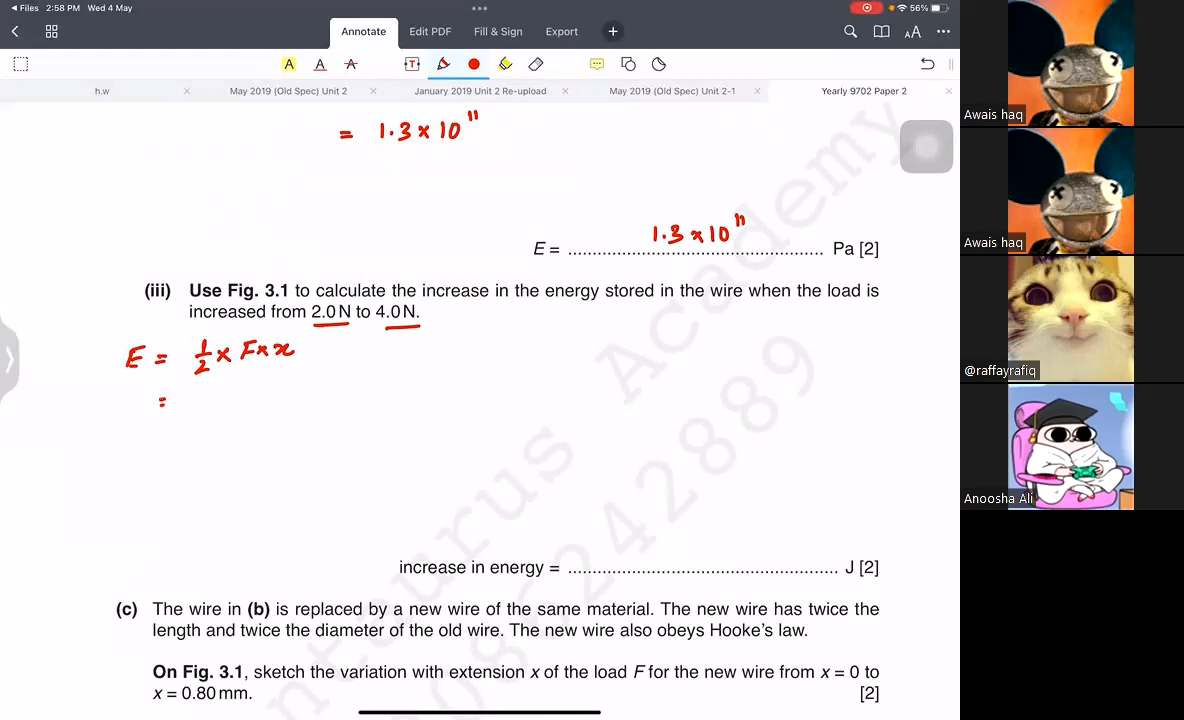 Files 2:58 PM Wed 4 May 56%
Annotate Edit PDF Fill & Sign Export +
A A A T AA
h.w May 2019 (Old Spec) Unit 2 January 2019 Unit 2 Re-upload May 2019 (Old Spec) Unit 2-1 Yearly 9702 Paper 2
= 1.3 × 10¹¹
1.3 × 10¹¹
E = .................................................... Pa [2]
(iii) Use Fig. 3.1 to calculate the increase in the energy stored in the wire when the load is
increased from 2.0 N to 4.0 N.
E = 1/2 × F × x
=
increase in energy = .................................................... J [2]
(c) The wire in (b) is replaced by a new wire of the same material. The new wire has twice the
length and twice the diameter of the old wire. The new wire also obeys Hooke's law.
On Fig. 3.1, sketch the variation with extension x of the load F for the new wire from x = 0 to
x = 0.80 mm. [2]
Academy
Awais haq
Awais haq
@raffayrafiq
Anoosha Ali